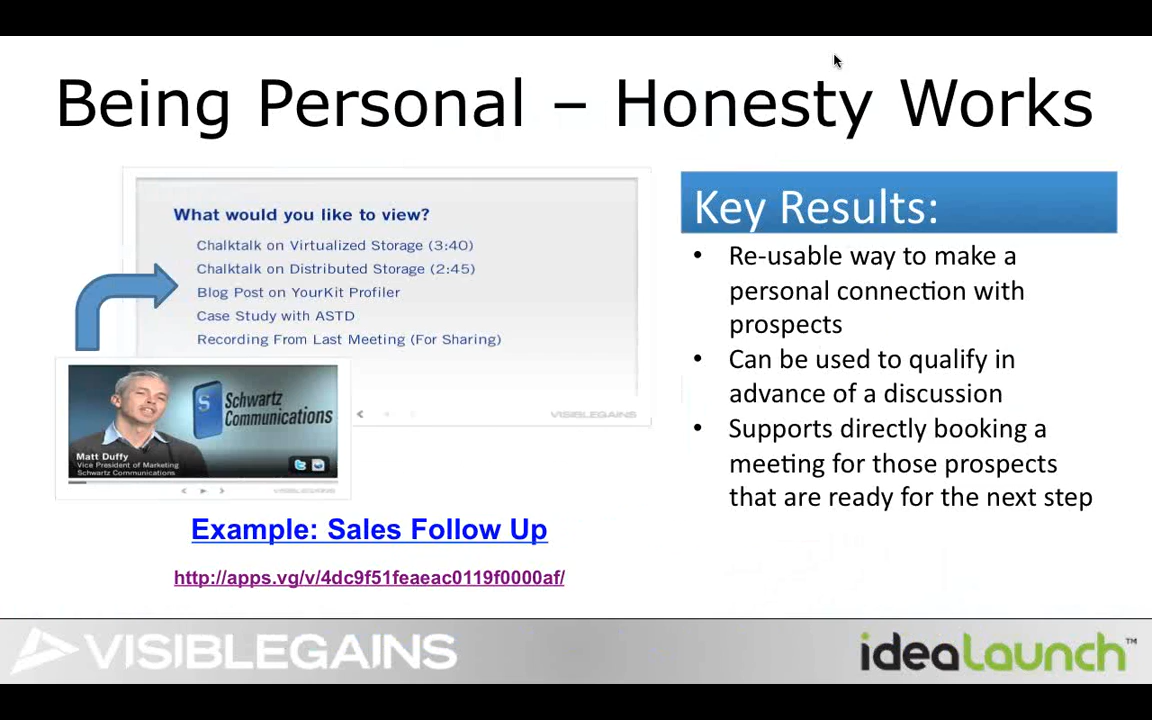 Being Personal – Honesty Works
What would you like to view?
Chalktalk on Virtualized Storage (3:40)
Chalktalk on Distributed Storage (2:45)
Blog Post on YourKit Profiler
Case Study with ASTD
Recording From Last Meeting (For Sharing)
VISIBLEGAINS
S
Schwartz
Communications
Matt Duffy
Vice President of Marketing
Schwartz Communications
VISIBLEGAINS
Example: Sales Follow Up
http://apps.vg/v/4dc9f51feaeac0119f0000af/
Key Results:
• Re-usable way to make a
personal connection with
prospects
• Can be used to qualify in
advance of a discussion
• Supports directly booking a
meeting for those prospects
that are ready for the next step
VISIBLEGAINS
idealaunch™